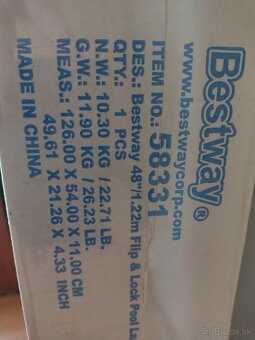 Bestway®
www.bestwaycorp.com
ITEM NO.: 58331
DES.: Bestway 48"/1.22m Flip & Lock Pool
QTY.: 1 PCS
N.W.: 10.30 KG / 22.71 LB.
G.W.: 11.90 KG / 26.23 LB.
MEAS.: 126.00 X 54.00 X 11.00 CM
49.61 X 21.26 X 4.33 INCH
MADE IN CHINA
bazos.sk